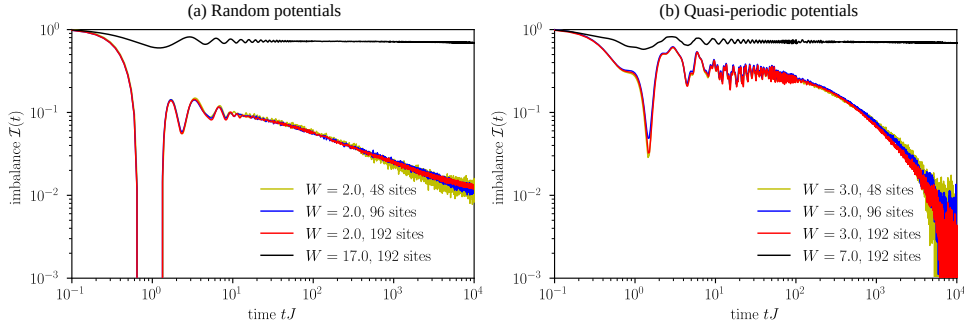 (a) Random potentials
imbalance I(t)
10^0
10^-1
10^-2
10^-3
W = 2.0, 48 sites
W = 2.0, 96 sites
W = 2.0, 192 sites
W = 17.0, 192 sites
10^-1 10^0 10^1 10^2 10^3 10^4
time tJ
(b) Quasi-periodic potentials
imbalance I(t)
10^0
10^-1
10^-2
10^-3
W = 3.0, 48 sites
W = 3.0, 96 sites
W = 3.0, 192 sites
W = 7.0, 192 sites
10^-1 10^0 10^1 10^2 10^3 10^4
time tJ